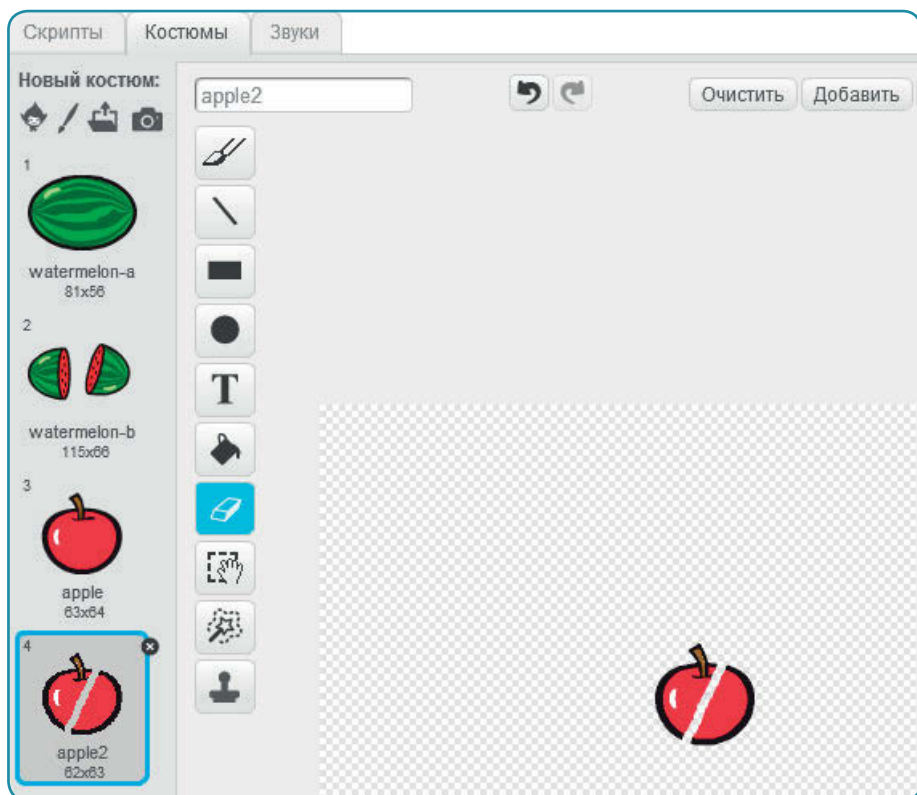 Скрипты Костюмы Звуки
Новый костюм:
apple2
Очистить Добавить
1
watermelon-a
81x56
2
watermelon-b
115x66
3
apple
63x64
4
apple2
62x63
T